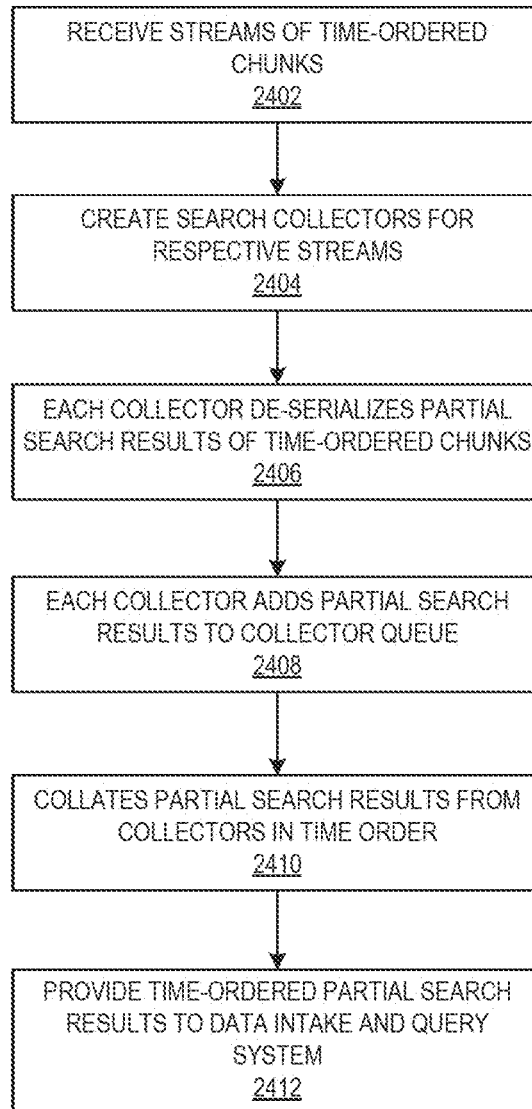 RECEIVE STREAMS OF TIME-ORDERED
CHUNKS
2402
CREATE SEARCH COLLECTORS FOR
RESPECTIVE STREAMS
2404
EACH COLLECTOR DE-SERIALIZES PARTIAL
SEARCH RESULTS OF TIME-ORDERED CHUNKS
2406
EACH COLLECTOR ADDS PARTIAL SEARCH
RESULTS TO COLLECTOR QUEUE
2408
COLLATES PARTIAL SEARCH RESULTS FROM
COLLECTORS IN TIME ORDER
2410
PROVIDE TIME-ORDERED PARTIAL SEARCH
RESULTS TO DATA INTAKE AND QUERY
SYSTEM
2412